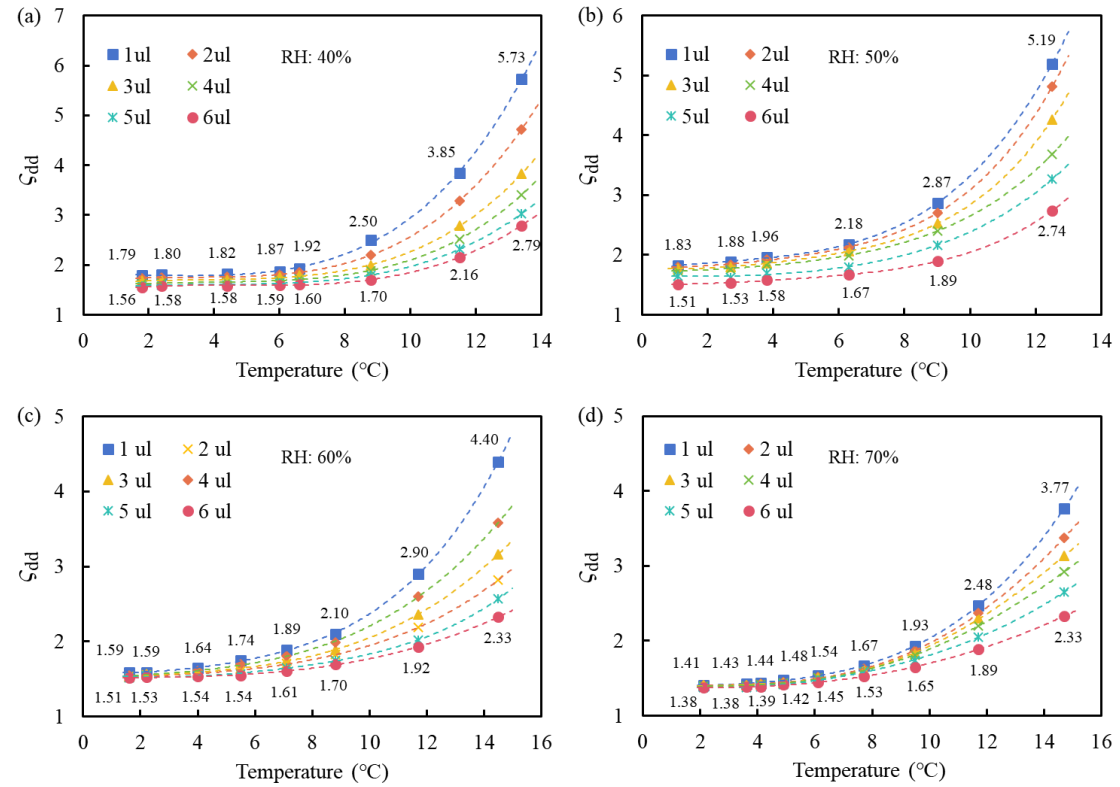 (a)
7
6
5
4
3
2
1
ςdd
1ul 2ul
3ul 4ul
5ul 6ul
RH: 40%
5.73
3.85
2.50
1.79 1.80 1.82 1.87 1.92
1.56 1.58 1.58 1.59 1.60 1.70 2.16 2.79
0 2 4 6 8 10 12 14
Temperature (℃)
(b)
6
5
4
3
2
1
ςdd
1ul 2ul
3ul 4ul
5ul 6ul
RH: 50%
5.19
2.87
1.83 1.88 1.96 2.18
1.51 1.53 1.58 1.67 1.89 2.74
0 2 4 6 8 10 12 14
Temperature (℃)
(c)
5
4
3
2
1
ςdd
1 ul 2 ul
3 ul 4 ul
5 ul 6 ul
RH: 60%
4.40
2.90
1.59 1.59 1.64 1.74 1.89 2.10
1.51 1.53 1.54 1.54 1.61 1.70 1.92 2.33
0 2 4 6 8 10 12 14 16
Temperature (℃)
(d)
5
4
3
2
1
ςdd
1 ul 2 ul
3 ul 4 ul
5 ul 6 ul
RH: 70%
3.77
2.48
1.41 1.43 1.44 1.48 1.54 1.67 1.93
1.38 1.38 1.39 1.42 1.45 1.53 1.65 1.89 2.33
0 2 4 6 8 10 12 14 16
Temperature (℃)